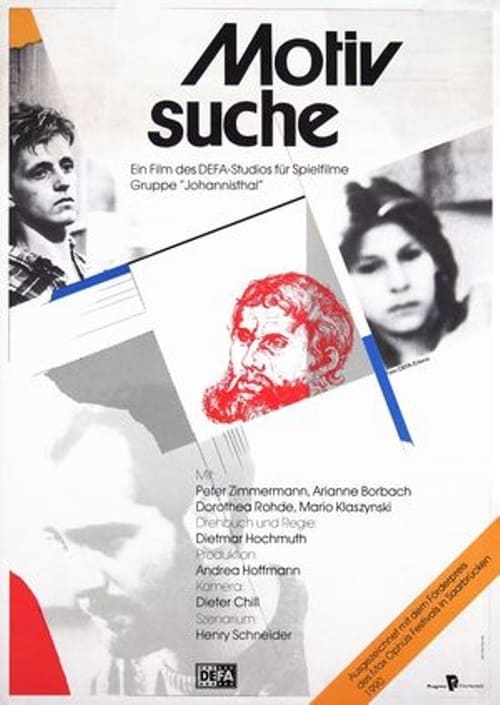 Motiv
suche
Ein Film des DEFA-Studios für Spielfilme
Gruppe "Johannisthal"
Mit
Peter Zimmermann, Arianne Borbach
Dorothea Rohde, Mario Klaszynski
Drehbuch und Regie:
Dietmar Hochmuth
Produktion:
Andrea Hoffmann
Kamera:
Dieter Chill
Szenarium:
Henry Schneider
DEFA
Ausgezeichnet mit dem Förderpreis
des Max Ophüls Festivals in Saarbrücken
1990
Progress